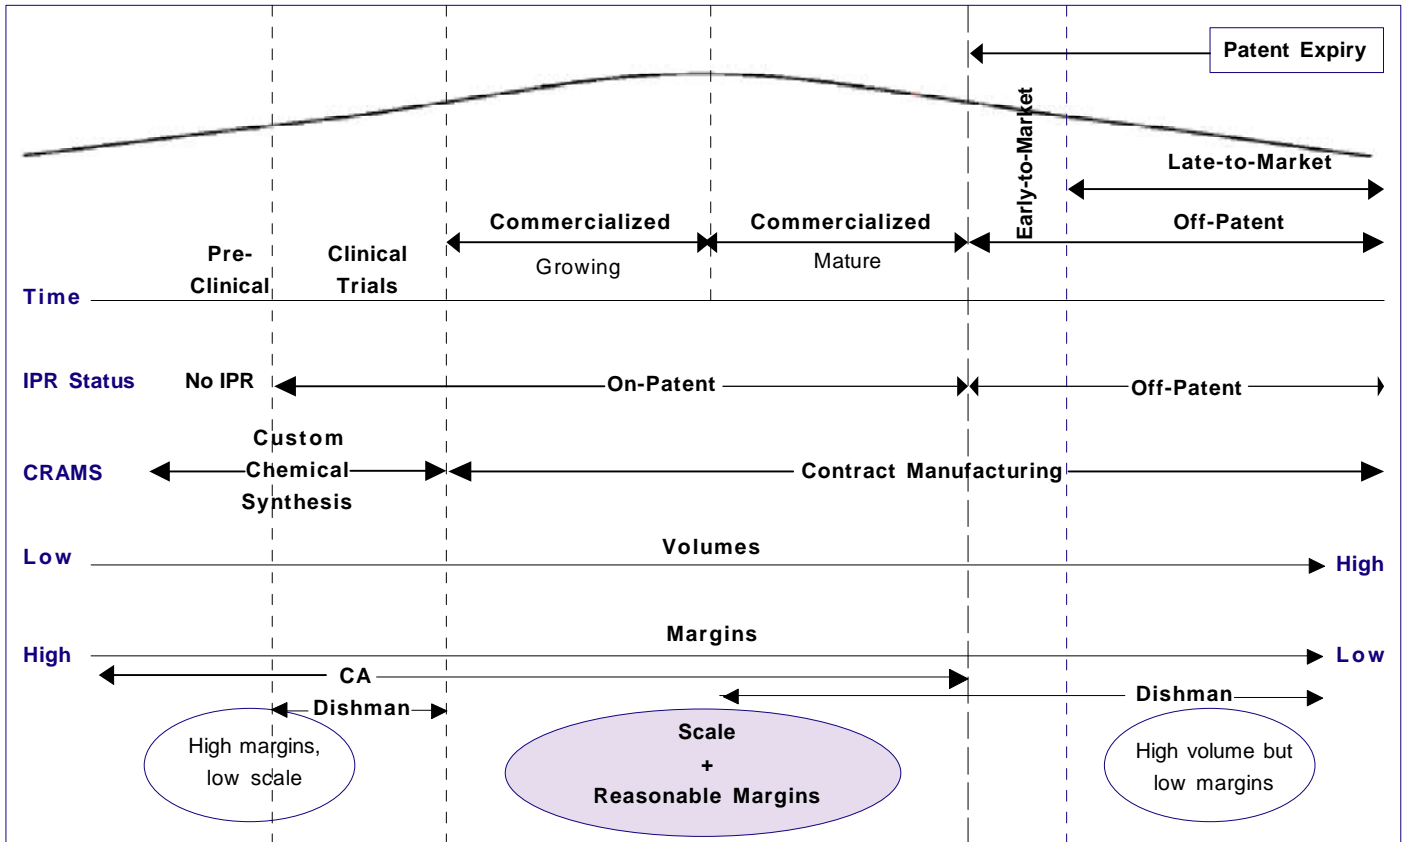 Patent Expiry
Early-to-Market
Late-to-Market
Commercialized
Commercialized
Off-Patent
Pre-
Clinical
Growing
Mature
Clinical
Trials
Time
IPR Status
No IPR
On-Patent
Off-Patent
CRAMS
Custom
Chemical
Synthesis
Contract Manufacturing
Low
Volumes
High
High
Margins
Low
CA
Dishman
Dishman
High margins,
low scale
Scale
+
Reasonable Margins
High volume but
low margins